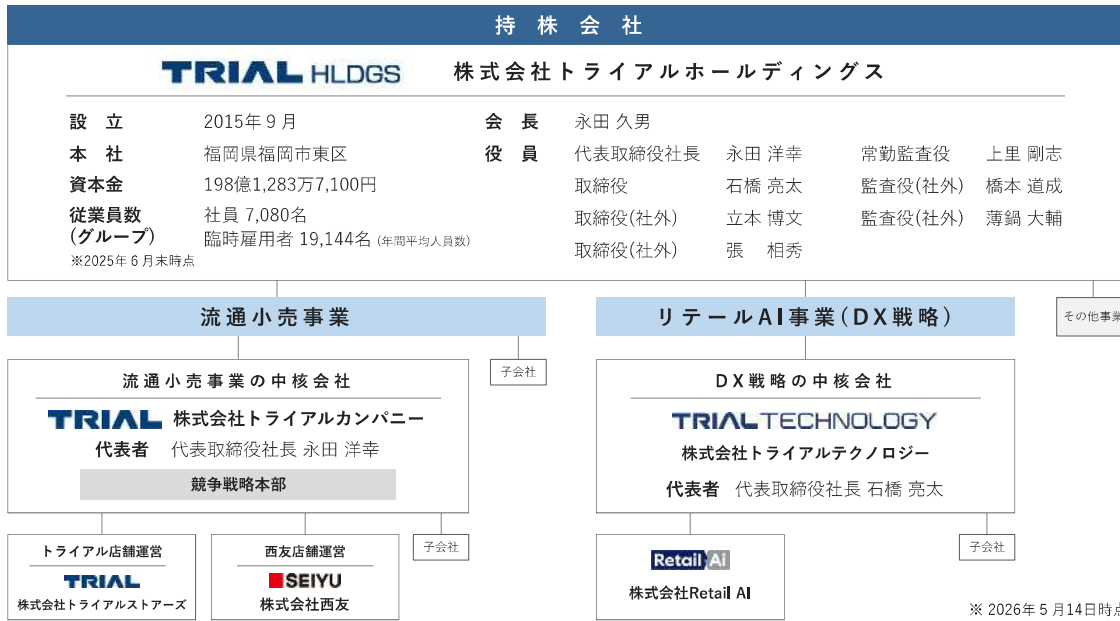 持株会社
TRIAL HLDGS 株式会社トライアルホールディングス
設立 2015年9月
本社 福岡県福岡市東区
資本金 198億1,283万7,100円
従業員数(グループ) 社員 7,080名
臨時雇用者 19,144名 (年間平均人員数)
※2025年6月末時点
会長 永田 久男
役員 代表取締役社長 永田 洋幸 常勤監査役 上里 剛志
取締役 石橋 亮太 監査役(社外) 橋本 道成
取締役(社外) 立本 博文 監査役(社外) 薄鍋 大輔
取締役(社外) 張 相秀
流通小売事業
リテールAI事業(DX戦略)
その他事業
子会社
流通小売事業の中核会社
TRIAL 株式会社トライアルカンパニー
代表者 代表取締役社長 永田 洋幸
競争戦略本部
DX戦略の中核会社
TRIAL TECHNOLOGY
株式会社トライアルテクノロジー
代表者 代表取締役社長 石橋 亮太
トライアル店舗運営
TRIAL
株式会社トライアルストアーズ
西友店舗運営
SEIYU
株式会社西友
子会社
Retail Ai
株式会社Retail AI
子会社
※ 2026年5月14日時点